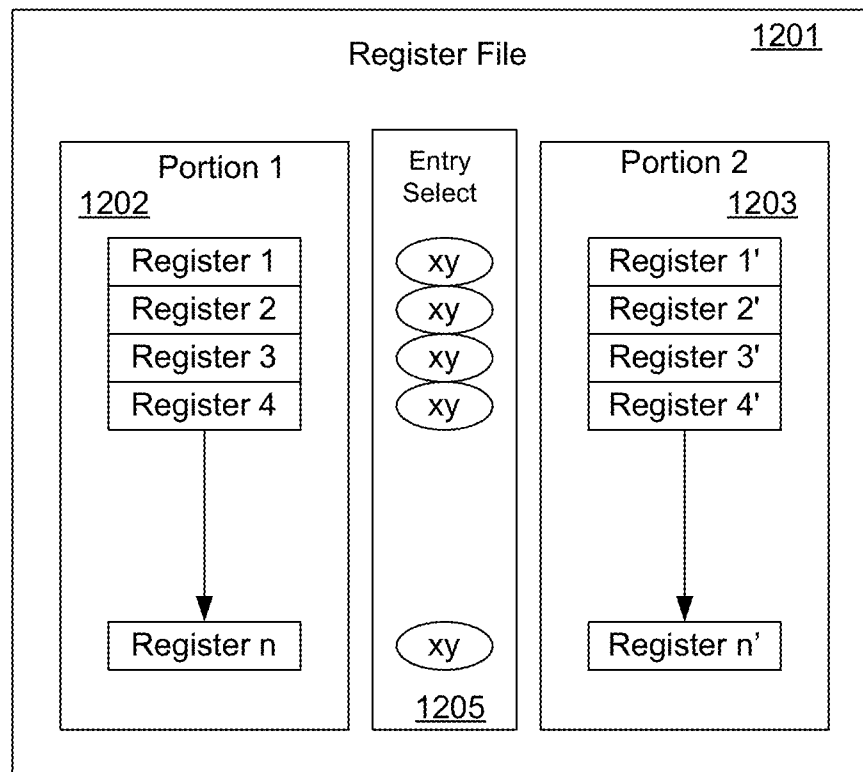 1201
Register File
Portion 1
1202
Register 1
Register 2
Register 3
Register 4
Register n
Entry
Select
xy
xy
xy
xy
xy
1205
Portion 2
1203
Register 1'
Register 2'
Register 3'
Register 4'
Register n’